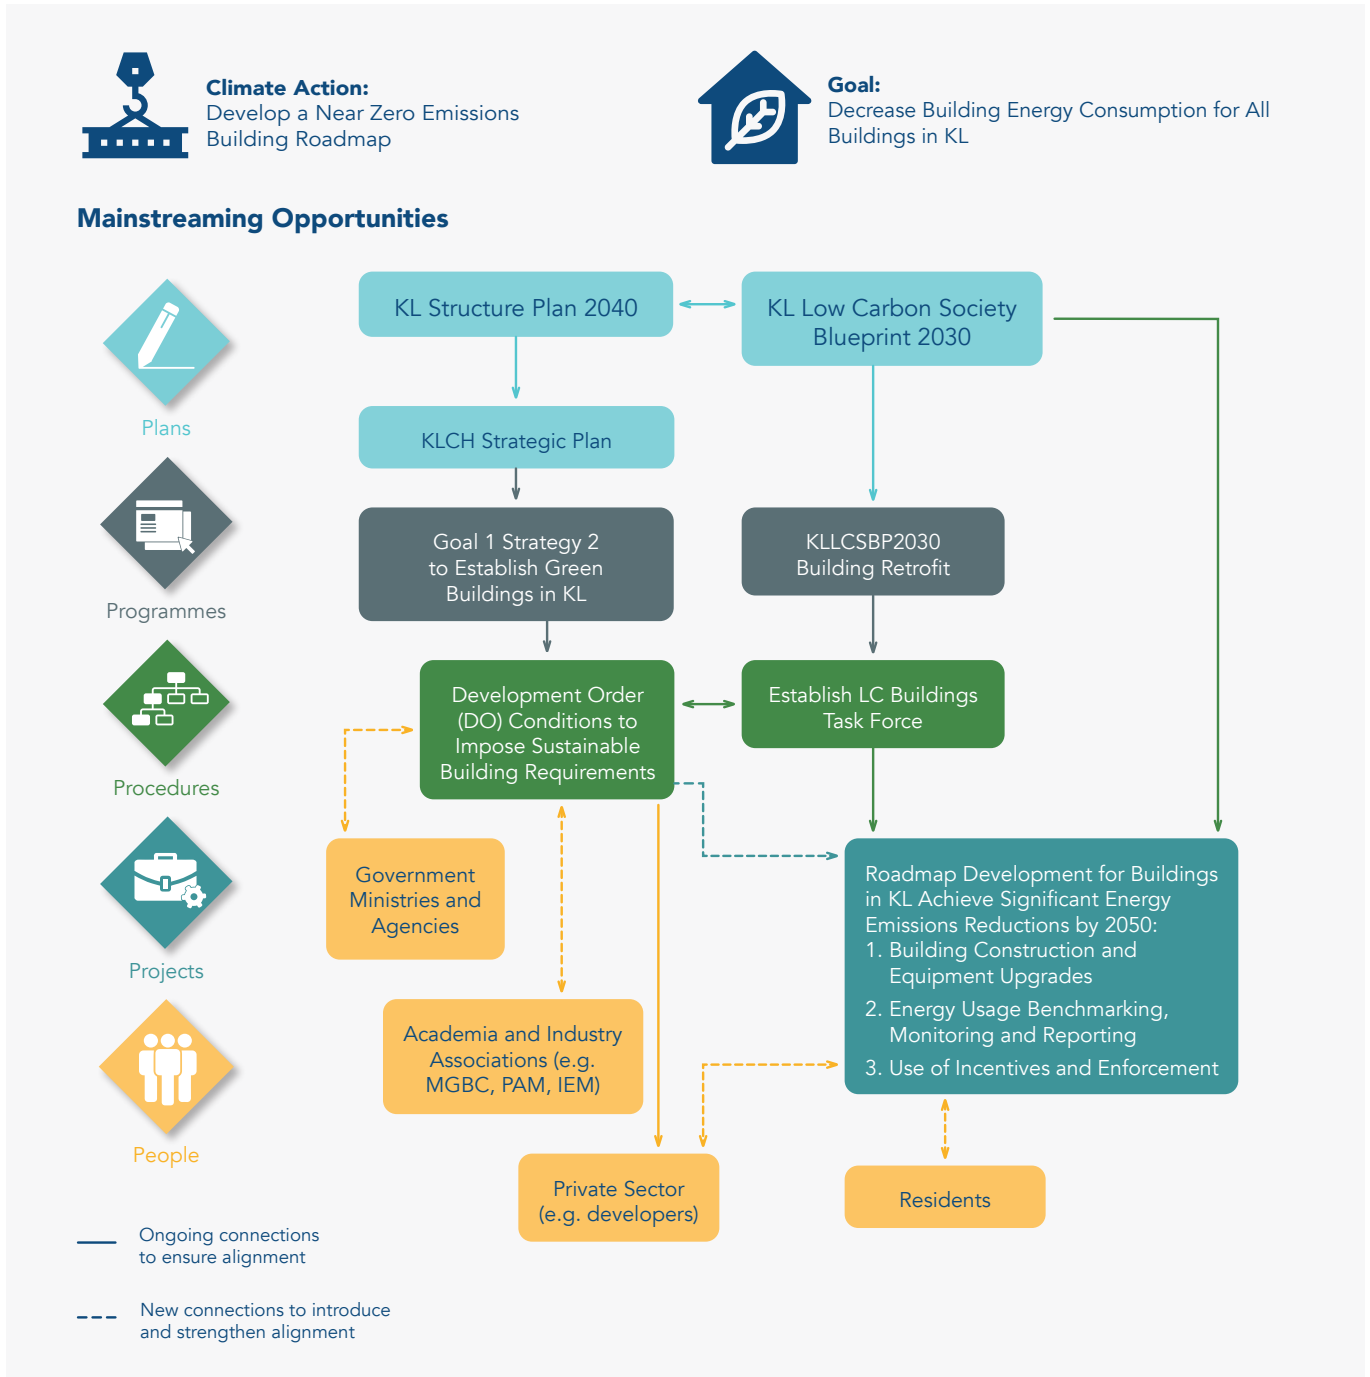 Climate Action:
Develop a Near Zero Emissions
Building Roadmap
Goal:
Decrease Building Energy Consumption for All
Buildings in KL
Mainstreaming Opportunities
Plans
Programmes
Procedures
Projects
People
KL Structure Plan 2040
KL Low Carbon Society
Blueprint 2030
KLCH Strategic Plan
Goal 1 Strategy 2
to Establish Green
Buildings in KL
KLLCSBP2030
Building Retrofit
Development Order
(DO) Conditions to
Impose Sustainable
Building Requirements
Establish LC Buildings
Task Force
Government
Ministries and
Agencies
Roadmap Development for Buildings
in KL Achieve Significant Energy
Emissions Reductions by 2050:
1. Building Construction and
Equipment Upgrades
2. Energy Usage Benchmarking,
Monitoring and Reporting
3. Use of Incentives and Enforcement
Academia and Industry
Associations (e.g.
MGBC, PAM, IEM)
Private Sector
(e.g. developers)
Residents
Ongoing connections
to ensure alignment
New connections to introduce
and strengthen alignment